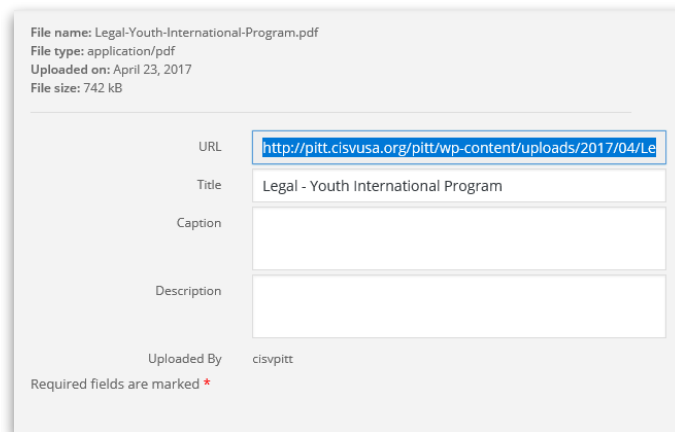 File name: Legal-Youth-International-Program.pdf
File type: application/pdf
Uploaded on: April 23, 2017
File size: 742 kB
URL http://pitt.cisvusa.org/pitt/wp-content/uploads/2017/04/Le
Title Legal - Youth International Program
Caption
Description
Uploaded By cisvpitt
Required fields are marked *